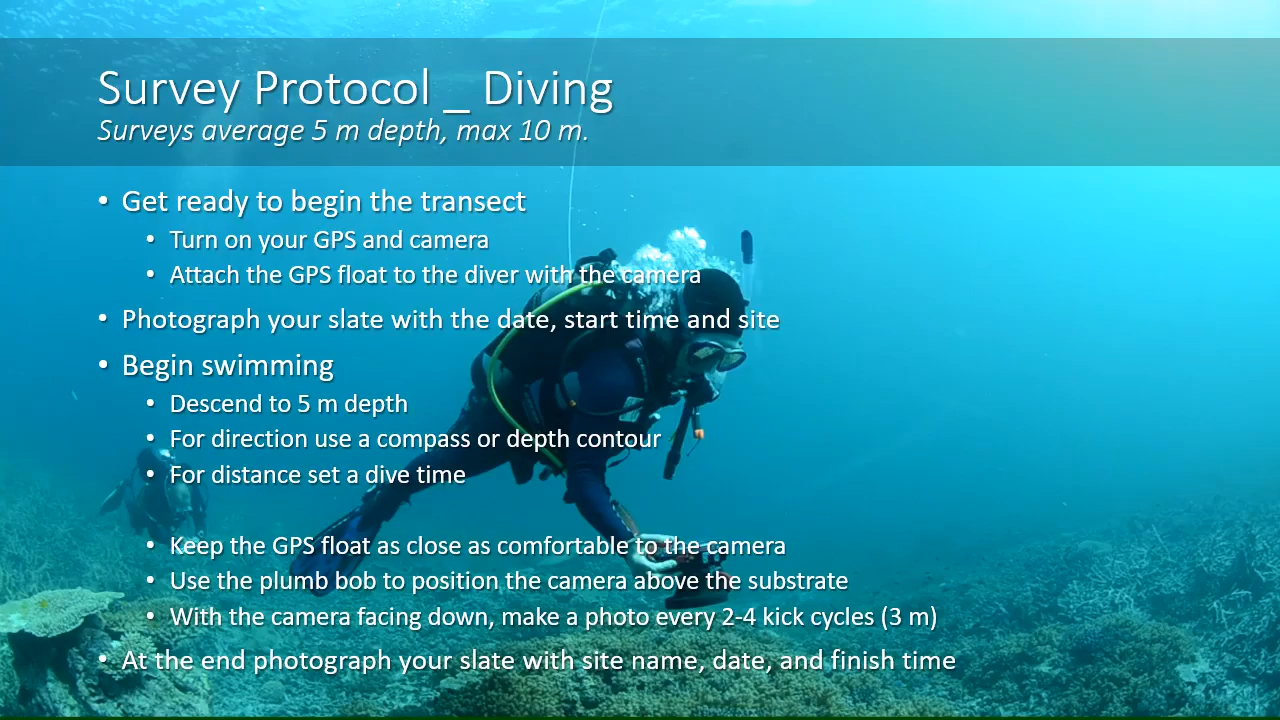 Survey Protocol _ Diving
Surveys average 5 m depth, max 10 m.
• Get ready to begin the transect
• Turn on your GPS and camera
• Attach the GPS float to the diver with the camera
• Photograph your slate with the date, start time and site
• Begin swimming
• Descend to 5 m depth
• For direction use a compass or depth contour
• For distance set a dive time
• Keep the GPS float as close as comfortable to the camera
• Use the plumb bob to position the camera above the substrate
• With the camera facing down, make a photo every 2-4 kick cycles (3 m)
• At the end photograph your slate with site name, date, and finish time